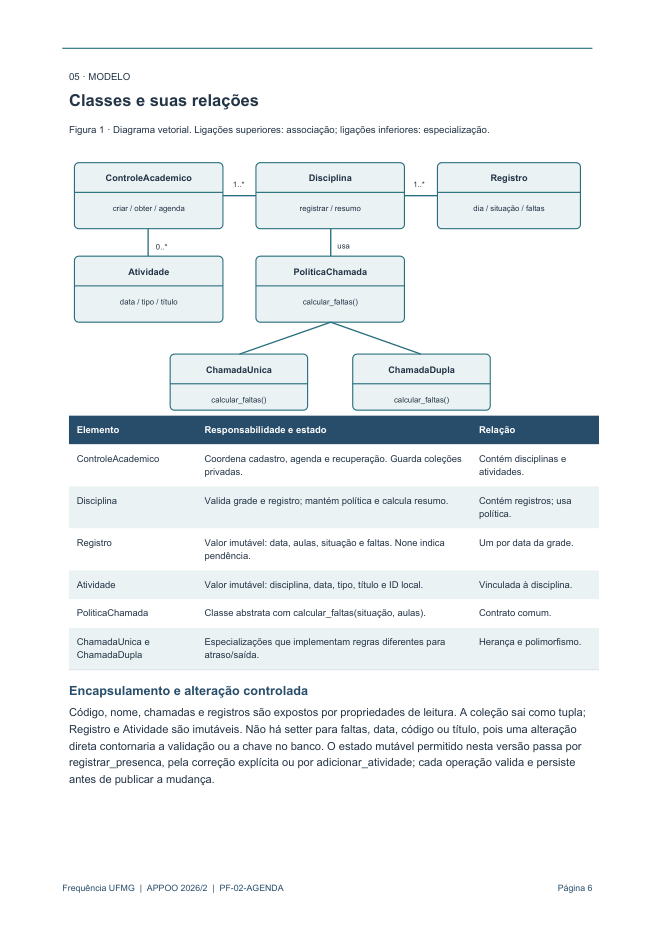 05 · MODELO
Classes e suas relações
Figura 1 · Diagrama vetorial. Ligações superiores: associação; ligações inferiores: especialização.
ControleAcademico
criar / obter / agenda
1..*
Disciplina
registrar / resumo
1..*
Registro
dia / situação / faltas
0..*
usa
Atividade
data / tipo / título
PoliticaChamada
calcular_faltas()
ChamadaUnica
calcular_faltas()
ChamadaDupla
calcular_faltas()
Elemento Responsabilidade e estado Relação
ControleAcademico Coordena cadastro, agenda e recuperação. Guarda coleções Contém disciplinas e
privadas. atividades.
Disciplina Valida grade e registro; mantém política e calcula resumo. Contém registros; usa
política.
Registro Valor imutável: data, aulas, situação e faltas. None indica Um por data da grade.
pendência.
Atividade Valor imutável: disciplina, data, tipo, título e ID local. Vinculada à disciplina.
PoliticaChamada Classe abstrata com calcular_faltas(situação, aulas). Contrato comum.
ChamadaUnica e Especializações que implementam regras diferentes para Herança e polimorfismo.
ChamadaDupla atraso/saída.
Encapsulamento e alteração controlada
Código, nome, chamadas e registros são expostos por propriedades de leitura. A coleção sai como tupla;
Registro e Atividade são imutáveis. Não há setter para faltas, data, código ou título, pois uma alteração
direta contornaria a validação ou a chave no banco. O estado mutável permitido nesta versão passa por
registrar_presenca, pela correção explícita ou por adicionar_atividade; cada operação valida e persiste
antes de publicar a mudança.
Frequência UFMG | APPOO 2026/2 | PF-02-AGENDA Página 6